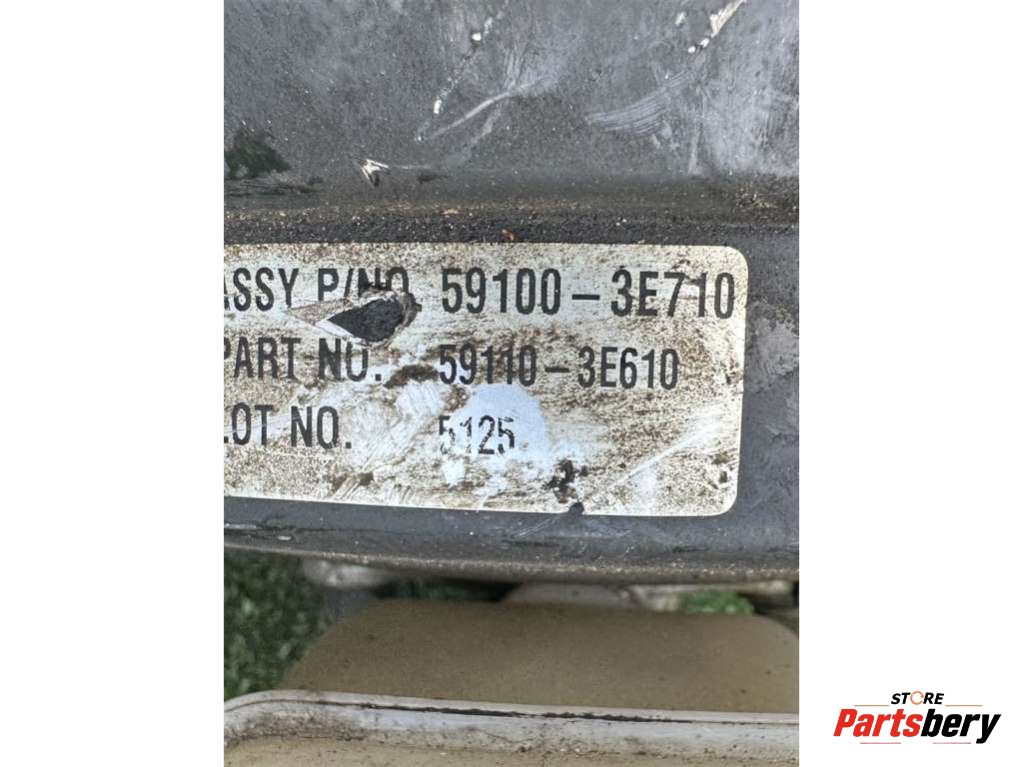 ASSY P/NO. 59100-3E710
PART NO. 59110-3E610
LOT NO. 5125
STORE
Partsbery